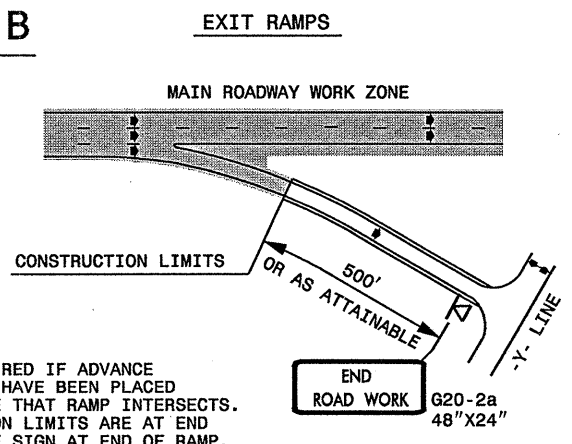 B
EXIT RAMPS
MAIN ROADWAY WORK ZONE
CONSTRUCTION LIMITS
500'
OR AS ATTAINABLE
-Y- LINE
END
ROAD WORK
G20-2a
48"X24"
RED IF ADVANCE
HAVE BEEN PLACED
THAT RAMP INTERSECTS.
ON LIMITS ARE AT END
SIGN AT END OF RAMP.